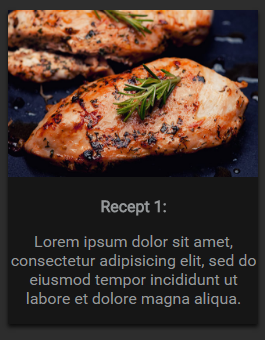 Recept 1:
Lorem ipsum dolor sit amet,
consectetur adipisicing elit, sed do
eiusmod tempor incididunt ut
labore et dolore magna aliqua.